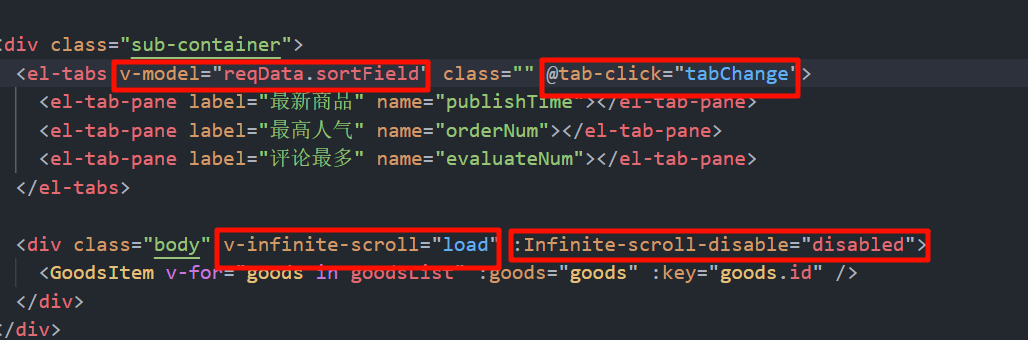 <div class="sub-container">
<el-tabs v-model="reqData.sortField" class="" @tab-click="tabChange">
<el-tab-pane label="最新商品" name="publishTime"></el-tab-pane>
<el-tab-pane label="最高人气" name="orderNum"></el-tab-pane>
<el-tab-pane label="评论最多" name="evaluateNum"></el-tab-pane>
</el-tabs>
<div class="body" v-infinite-scroll="load" :Infinite-scroll-disable="disabled">
<GoodsItem v-for="goods in goodsList" :goods="goods" :key="goods.id" />
</div>
</div>